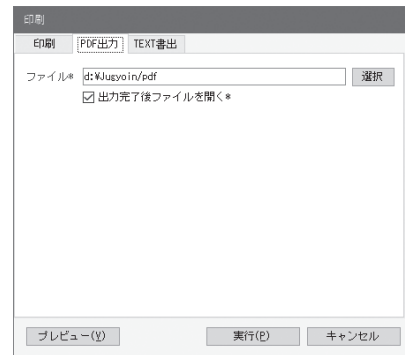 印刷
印刷 PDF出力 TEXT書出
ファイル* d:¥Jugyoin/pdf 選択
☑ 出力完了後ファイルを開く*
プレビュー(V) 実行(P) キャンセル